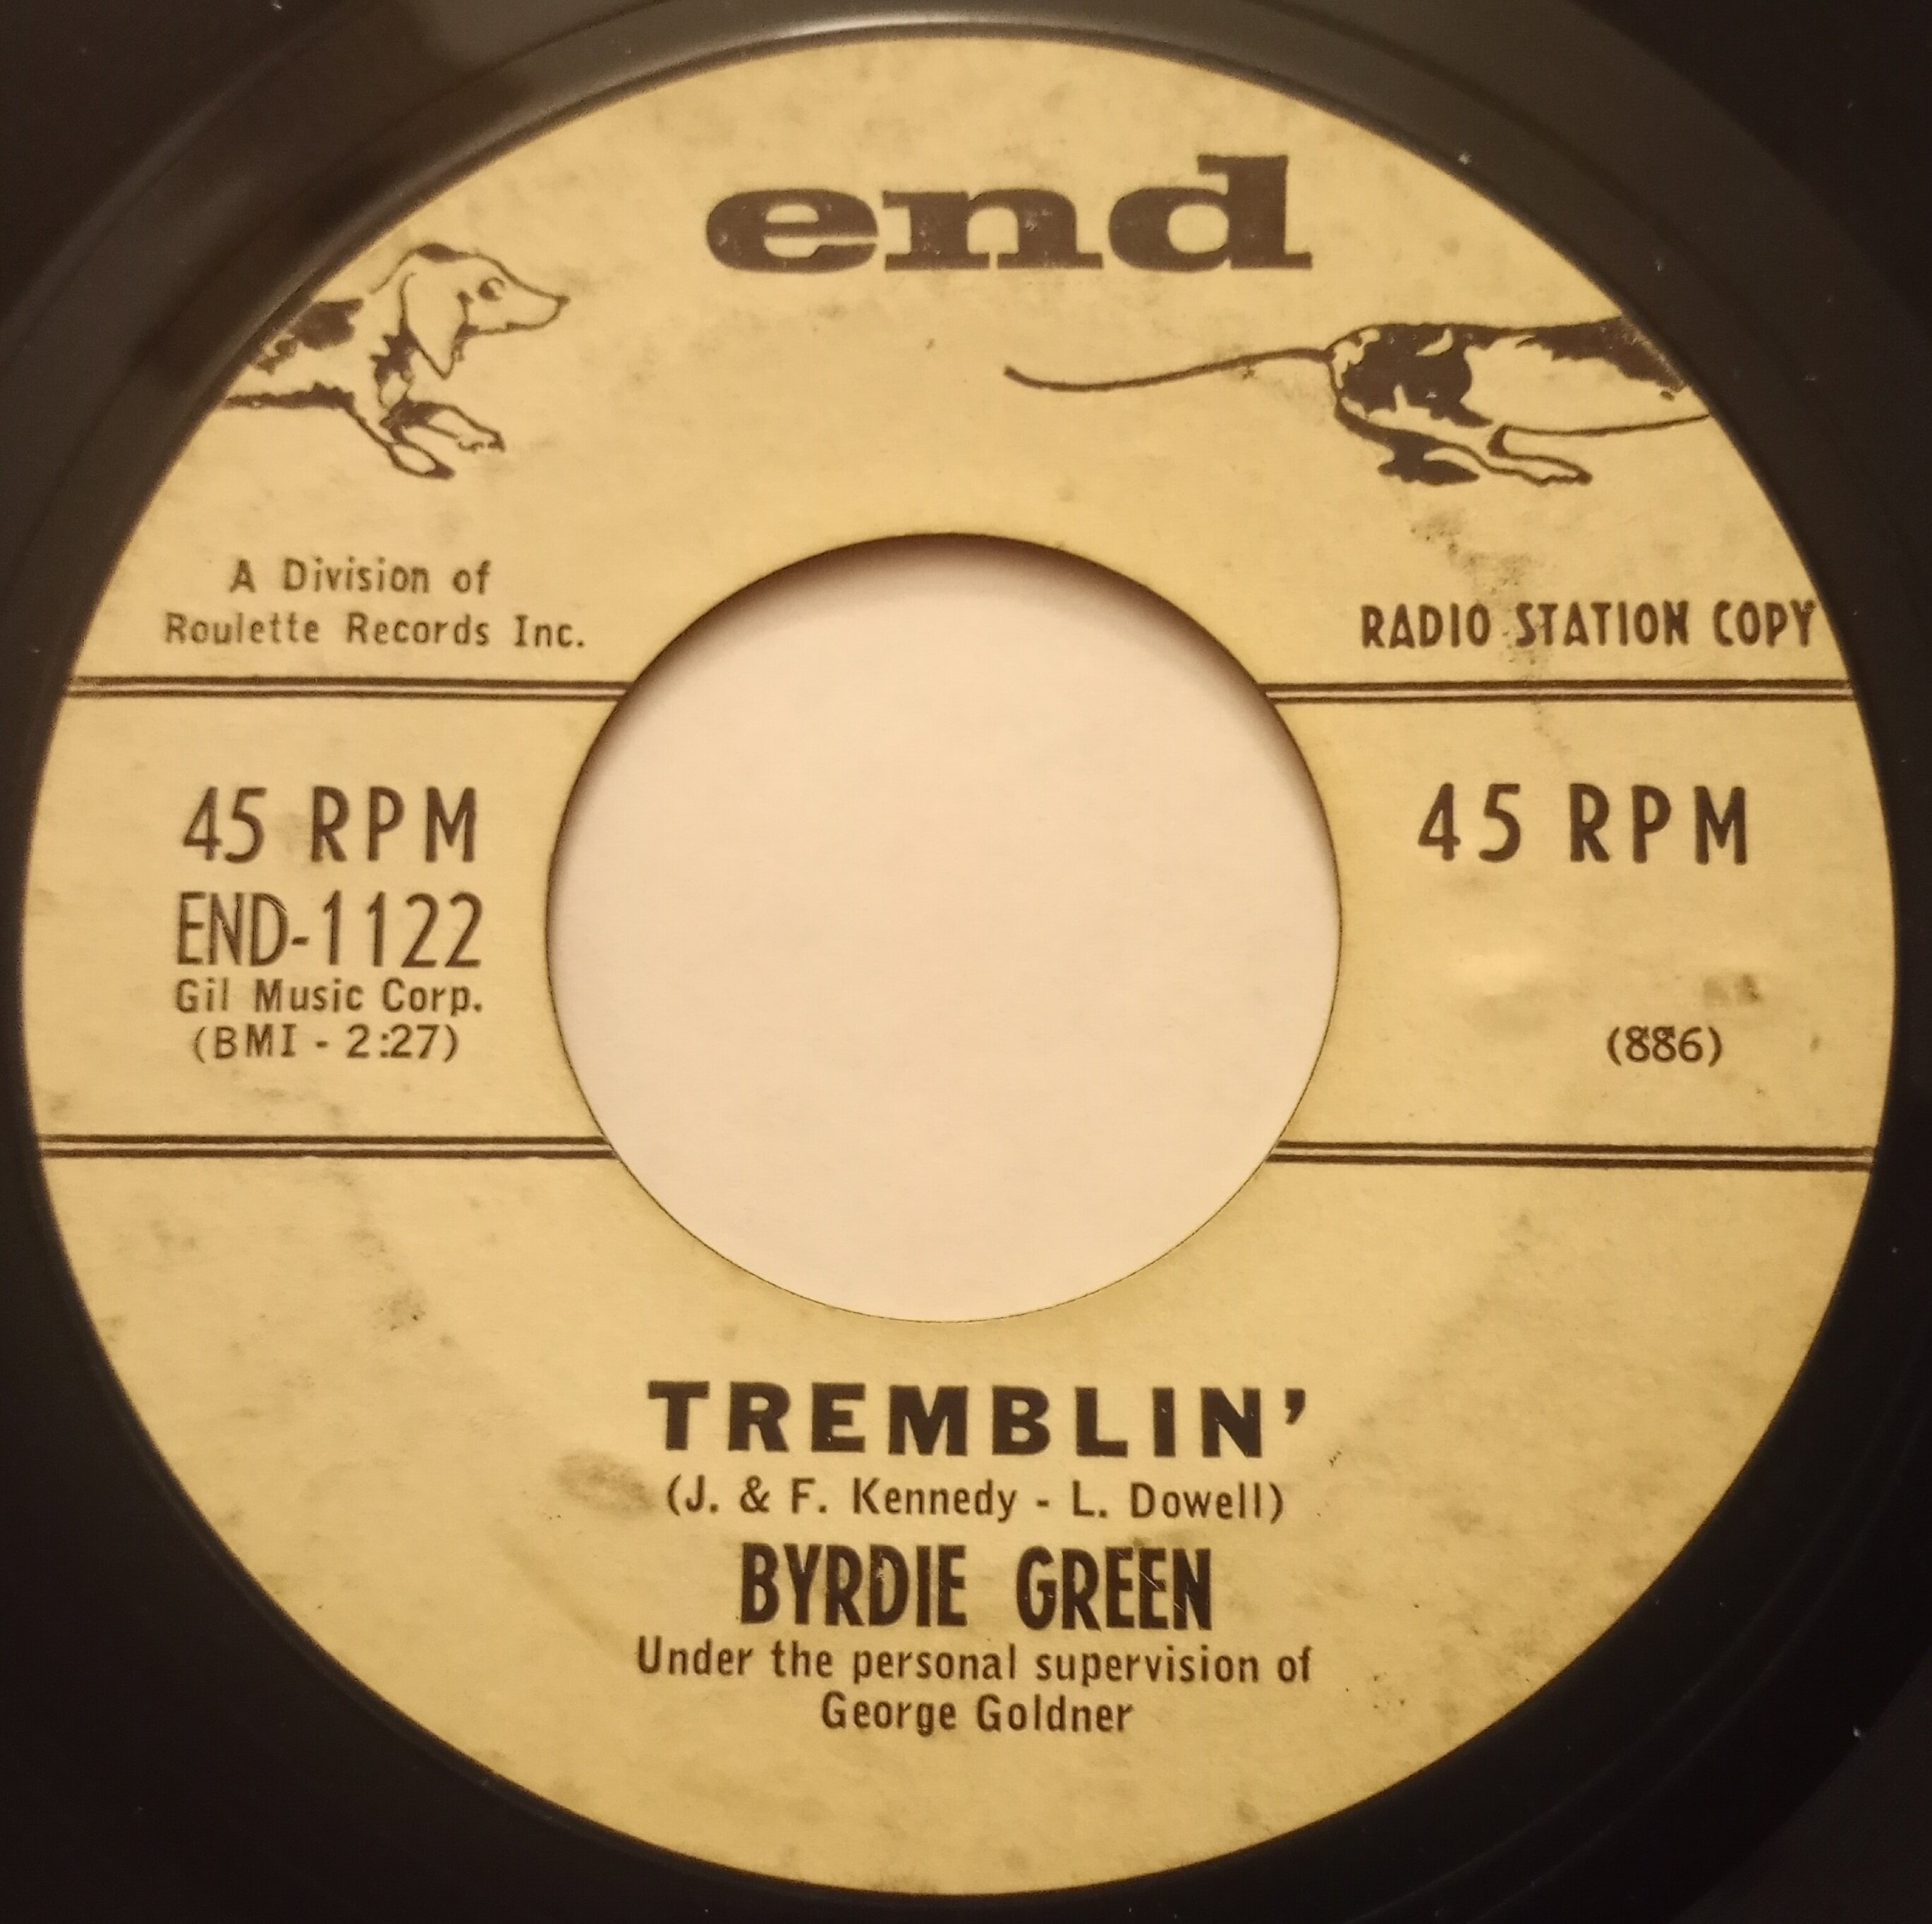 end
A Division of
Roulette Records Inc.
RADIO STATION COPY
45 RPM
END-1122
Gil Music Corp.
(BMI - 2:27)
45 RPM
(886)
TREMBLIN'
(J. & F. Kennedy - L. Dowell)
BYRDIE GREEN
Under the personal supervision of
George Goldner